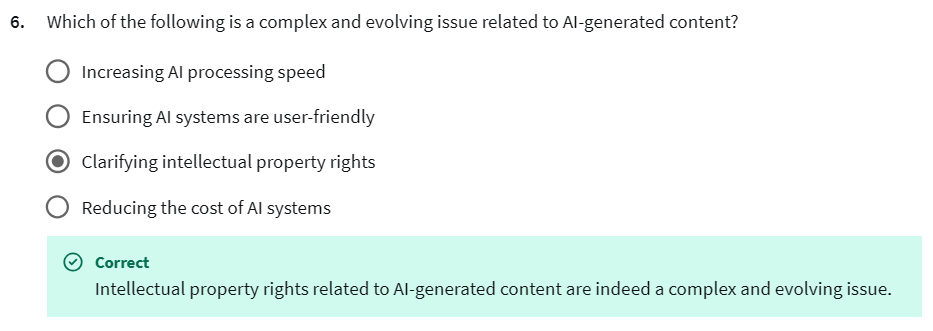 6. Which of the following is a complex and evolving issue related to AI-generated content?
Increasing AI processing speed
Ensuring AI systems are user-friendly
Clarifying intellectual property rights
Reducing the cost of AI systems
Correct
Intellectual property rights related to AI-generated content are indeed a complex and evolving issue.